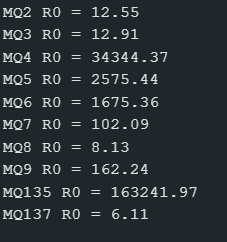 MQ2 R0 = 12.55
MQ3 R0 = 12.91
MQ4 R0 = 34344.37
MQ5 R0 = 2575.44
MQ6 R0 = 1675.36
MQ7 R0 = 102.09
MQ8 R0 = 8.13
MQ9 R0 = 162.24
MQ135 R0 = 163241.97
MQ137 R0 = 6.11